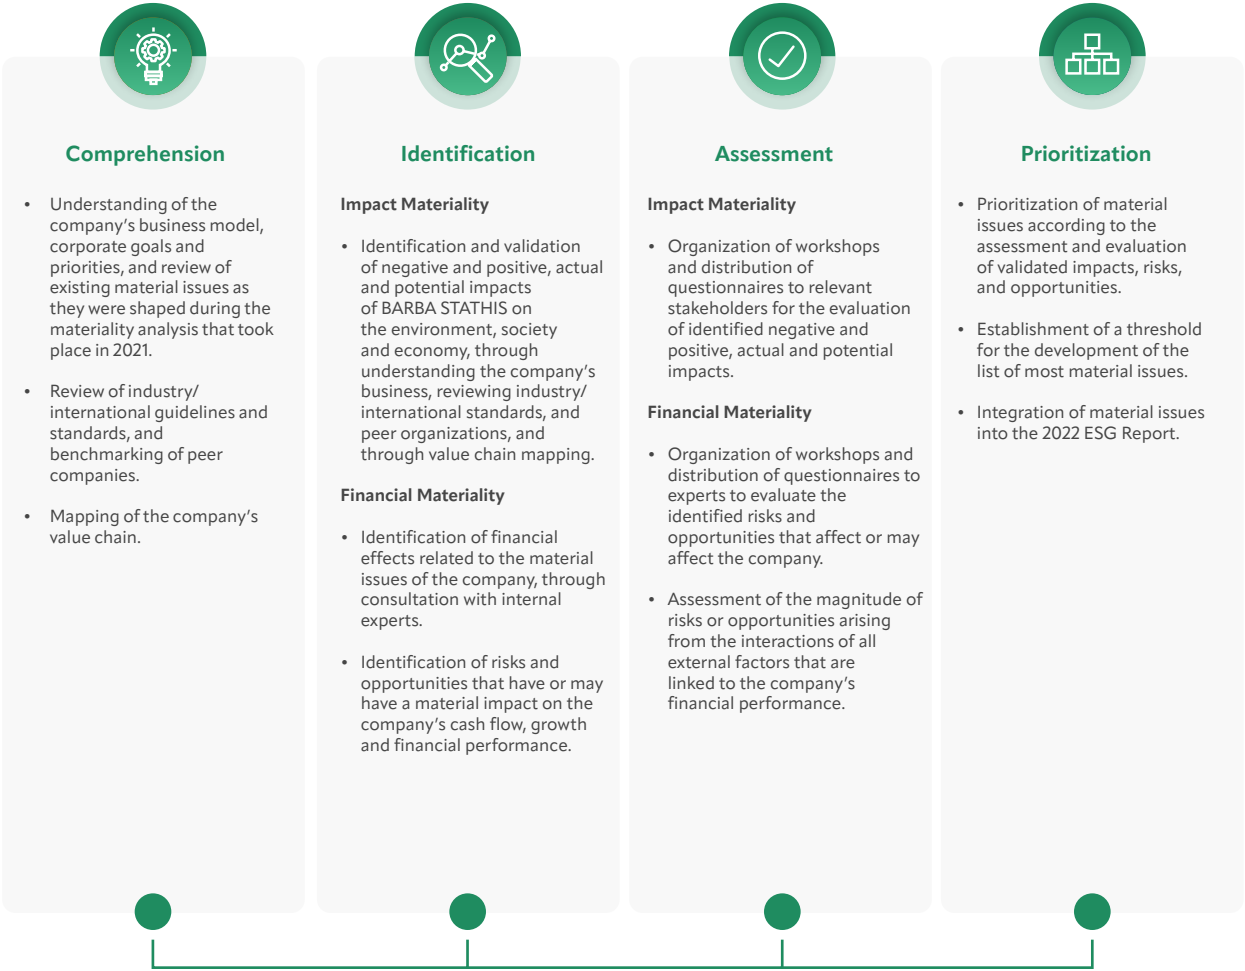 Comprehension
• Understanding of the
company's business model,
corporate goals and
priorities, and review of
existing material issues as
they were shaped during the
materiality analysis that took
place in 2021.
• Review of industry/
international guidelines and
standards, and
benchmarking of peer
companies.
• Mapping of the company's
value chain.
Identification
Impact Materiality
• Identification and validation
of negative and positive, actual
and potential impacts
of BARBA STATHIS on
the environment, society
and economy, through
understanding the company's
business, reviewing industry/
international standards, and
peer organizations, and
through value chain mapping.
Financial Materiality
• Identification of financial
effects related to the material
issues of the company, through
consultation with internal
experts.
• Identification of risks and
opportunities that have or may
have a material impact on the
company's cash flow, growth
and financial performance.
Assessment
Impact Materiality
• Organization of workshops
and distribution of
questionnaires to relevant
stakeholders for the evaluation
of identified negative and
positive, actual and potential
impacts.
Financial Materiality
• Organization of workshops and
distribution of questionnaires to
experts to evaluate the
identified risks and
opportunities that affect or may
affect the company.
• Assessment of the magnitude of
risks or opportunities arising
from the interactions of all
external factors that are
linked to the company's
financial performance.
Prioritization
• Prioritization of material
issues according to the
assessment and evaluation
of validated impacts, risks,
and opportunities.
• Establishment of a threshold
for the development of the
list of most material issues.
• Integration of material issues
into the 2022 ESG Report.